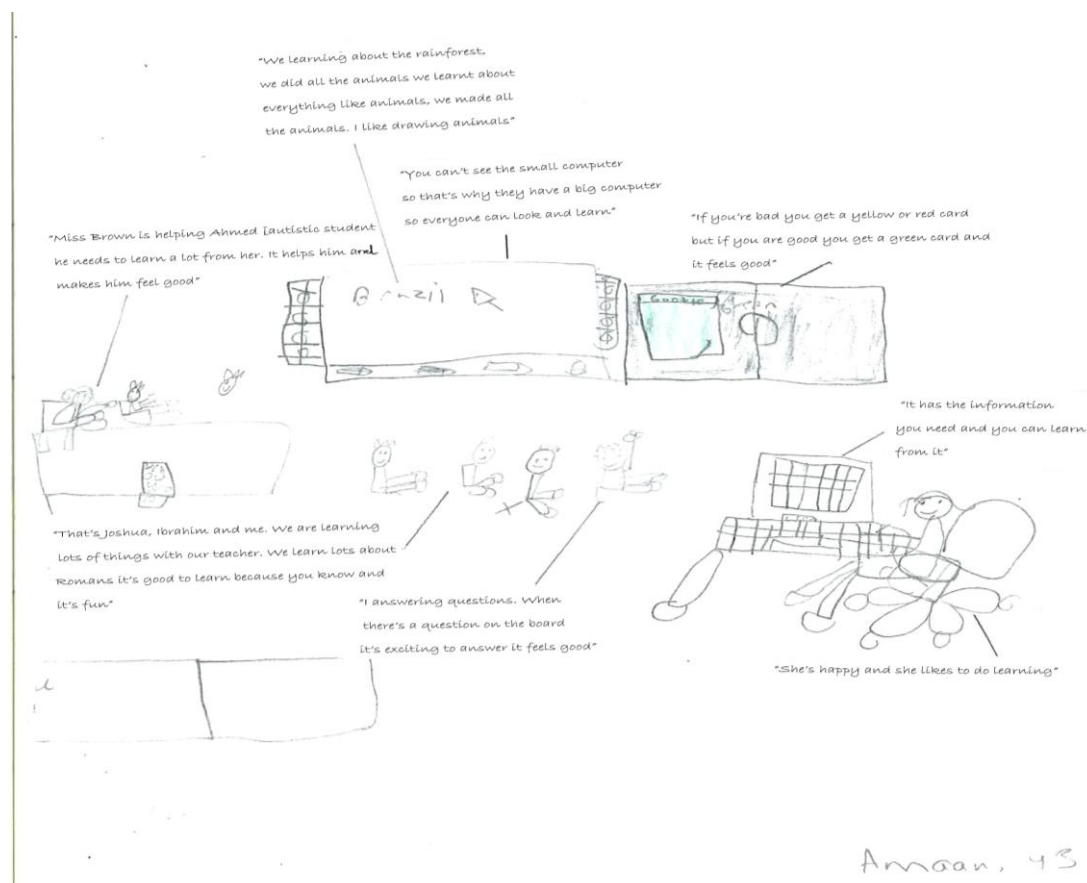 "We learning about the rainforest,
we did all the animals we learnt about
everything like animals, we made all
the animals. I like drawing animals"
"You can't see the small computer
so that's why they have a big computer
so everyone can look and learn"
"If you're bad you get a yellow or red card
but if you are good you get a green card and
it feels good"
"Miss Brown is helping Ahmed [autistic student
he needs to learn a lot from her. It helps him and
makes him feel good"
Brazil
"It has the information
you need and you can learn
from it"
"That's Joshua, Ibrahim and me. We are learning
lots of things with our teacher. We learn lots about
Romans it's good to learn because you know and
it's fun"
"I answering questions. When
there's a question on the board
it's exciting to answer it feels good"
"She's happy and she likes to do learning"
Amaan, y3